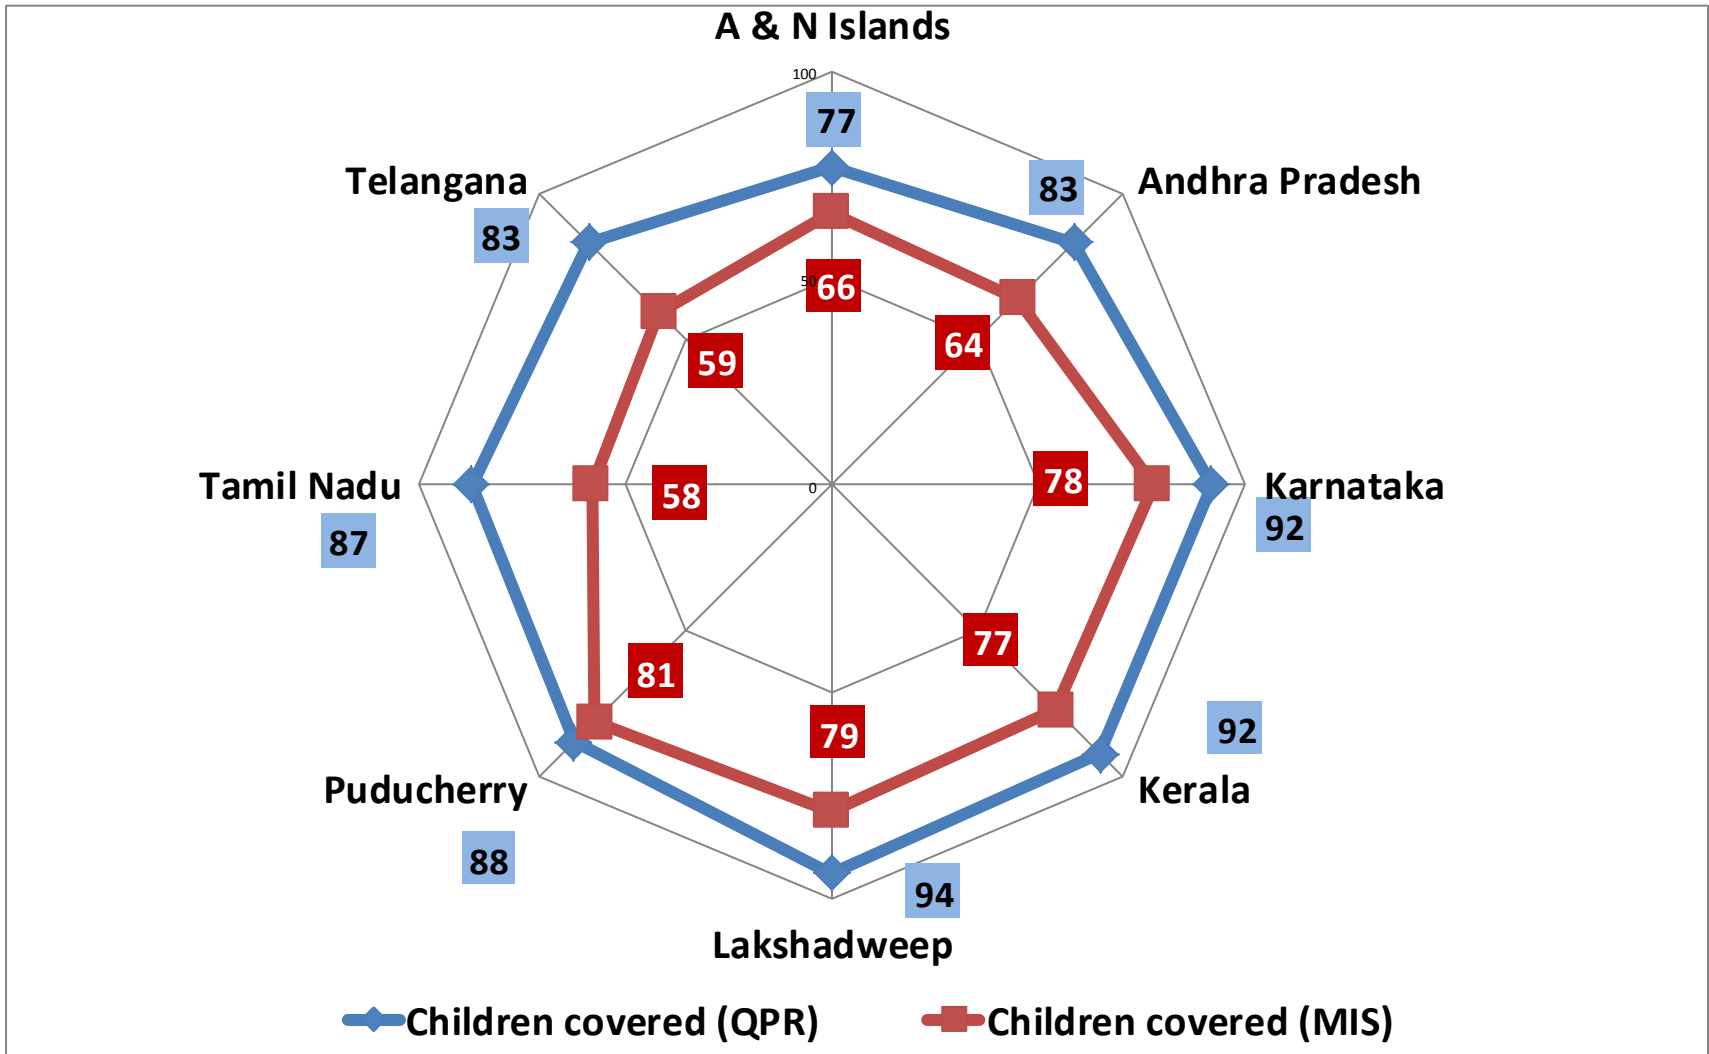 A & N Islands
100
77
Telangana
83
Andhra Pradesh
83
50
66
64
59
Tamil Nadu
87
58
0
78
Karnataka
92
77
81
79
92
Puducherry
88
Kerala
94
Lakshadweep
Children covered (QPR)
Children covered (MIS)